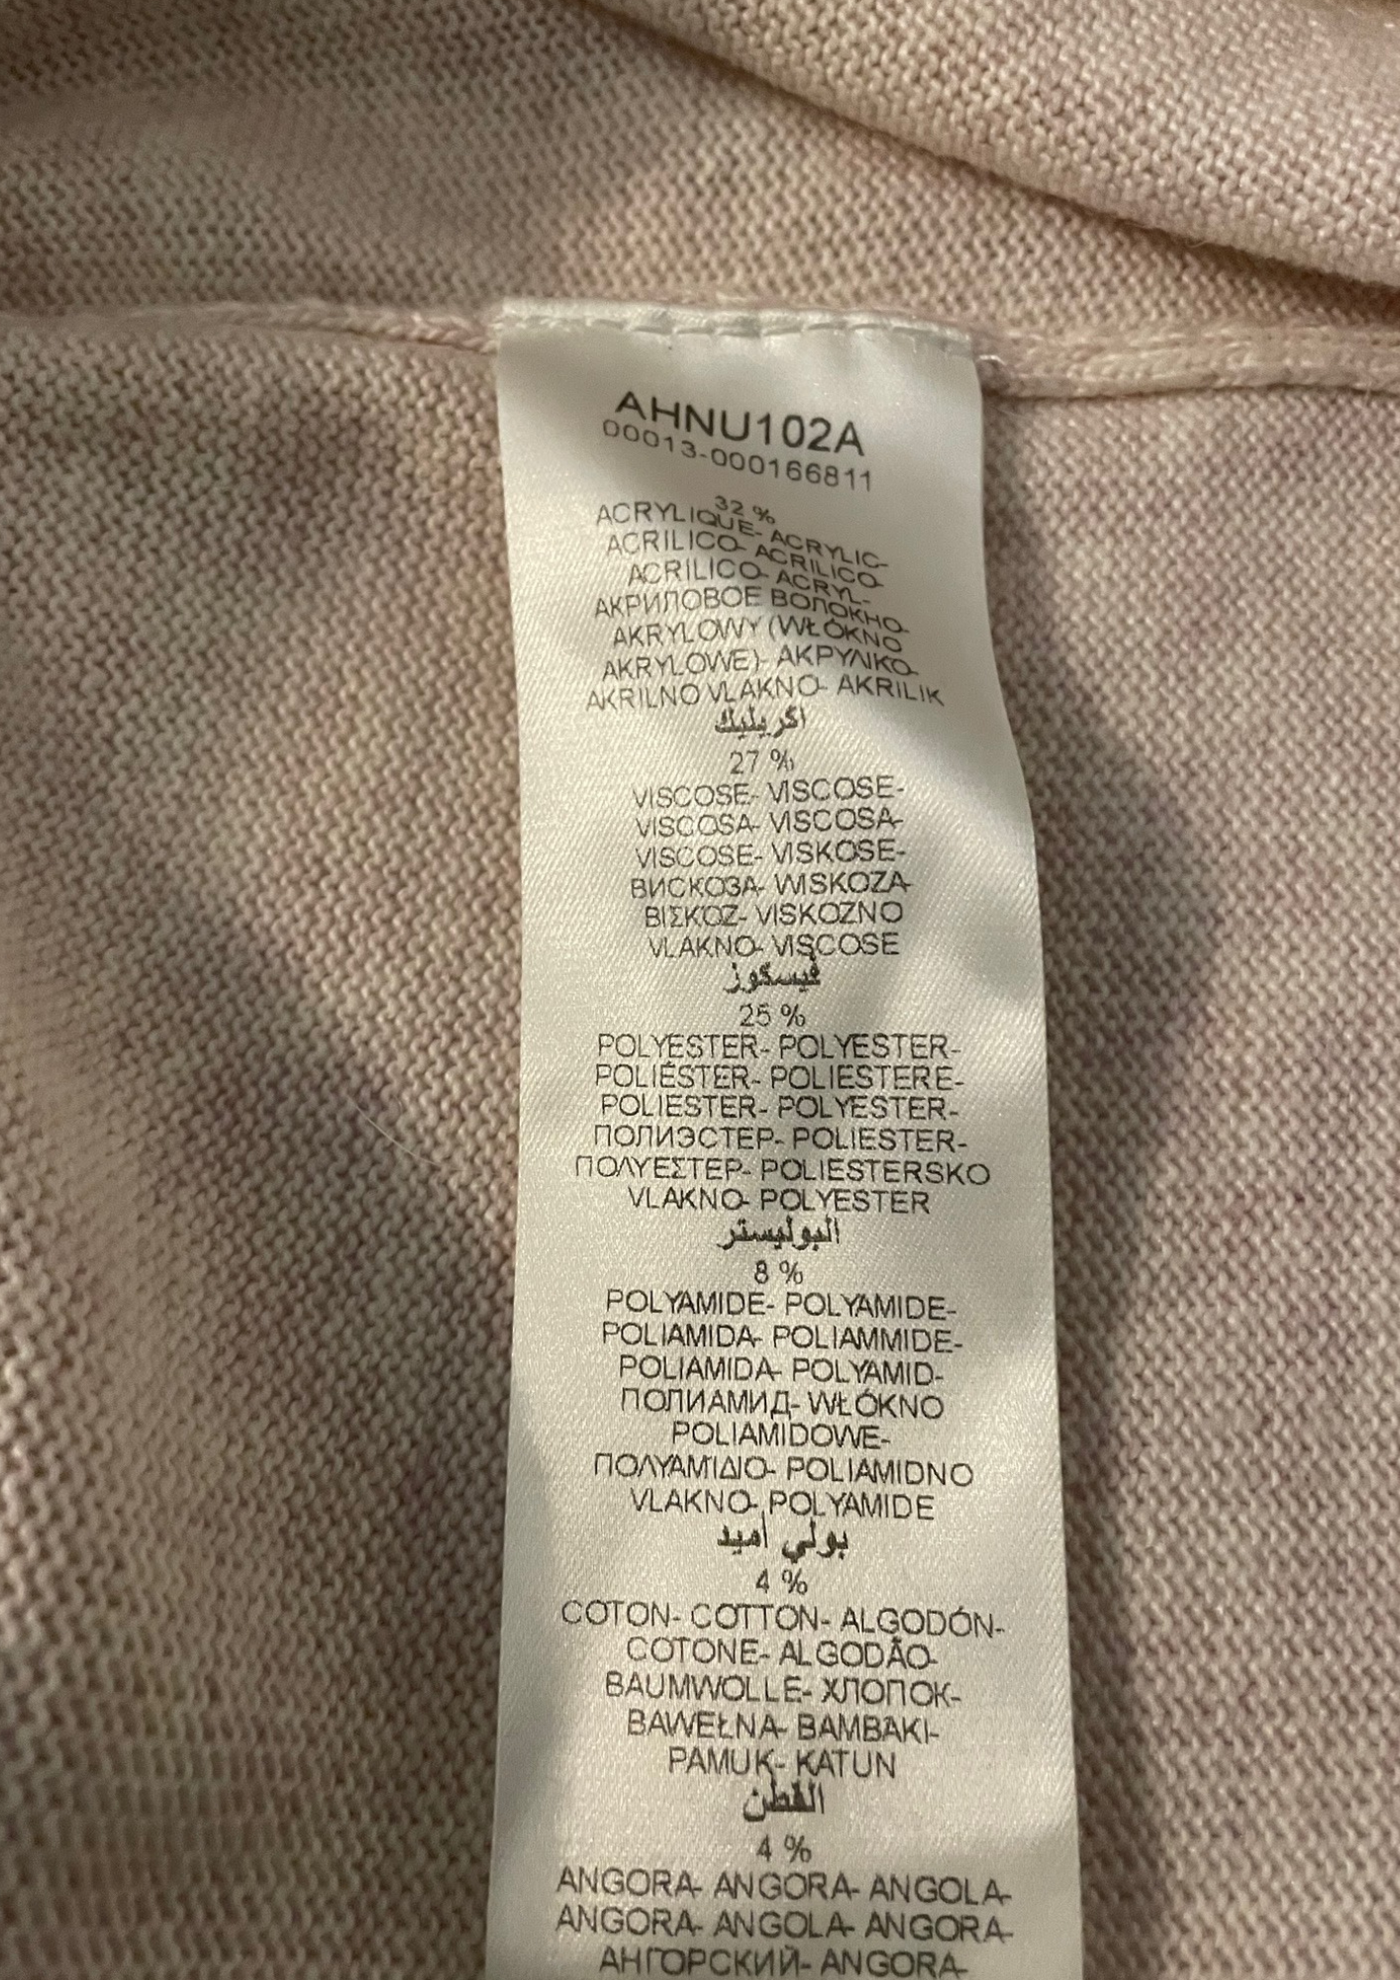 AHNU102A
00013-000166811
32 %
ACRYLIQUE- ACRYLIC-
ACRILICO- ACRILICO-
ACRILICO- ACRYL-
АКРИЛОВОЕ ВОЛОКНО-
AKRYLOWY (WŁÓKNO
AKRYLOWE)- ΑΚΡΥΛΙΚΟ-
AKRILNO VLAKNO- AKRILIK
اكريليك
27 %
VISCOSE- VISCOSE-
VISCOSA- VISCOSA-
VISCOSE- VISKOSE-
ВИСКОЗА- WISKOZA-
ΒΙΣΚΟΖ- VISKOZNO
VLAKNO- VISCOSE
فيسكوز
25 %
POLYESTER- POLYESTER-
POLIÉSTER- POLIESTERE-
POLIESTER- POLYESTER-
ПОЛИЭСТЕР- POLIESTER-
ΠΟΛΥΕΣΤΕΡ- POLIESTERSKO
VLAKNO- POLYESTER
البوليستر
8 %
POLYAMIDE- POLYAMIDE-
POLIAMIDA- POLIAMMIDE-
POLIAMIDA- POLYAMID-
ПОЛИАМИД- WŁÓKNO
POLIAMIDOWE-
ΠΟΛΥΑΜΊΔΙΟ- POLIAMIDNO
VLAKNO- POLYAMIDE
بولي اميد
4 %
COTON- COTTON- ALGODÓN-
COTONE- ALGODÃO-
BAUMWOLLE- ХЛОПОК-
BAWEŁNA- ΒΑΜΒΑΚΙ-
PAMUK- KATUN
القطن
4 %
ANGORA- ANGORA- ANGOLA-
ANGORA- ANGOLA- ANGORA-
АНГОРСКИЙ- ANGORA-